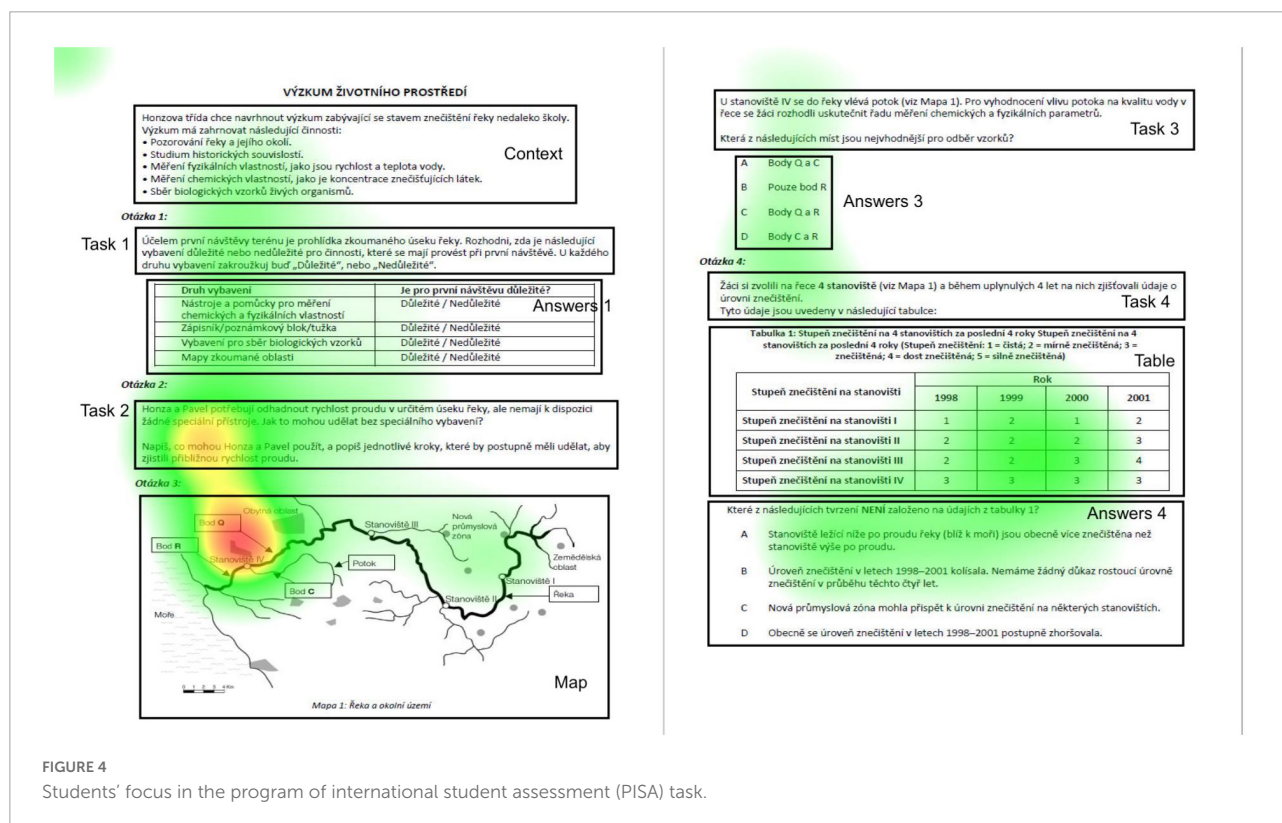 VÝZKUM ŽIVOTNÍHO PROSTŘEDÍ
Honzova třída chce navrhnout výzkum zabývající se stavem znečištění řeky nedaleko školy.
Výzkum má zahrnovat následující činnosti:
• Pozorování řeky a jejího okolí.
• Studium historických souvislostí.
• Měření fyzikálních vlastností, jako jsou rychlost a teplota vody.
• Měření chemických vlastností, jako je koncentrace znečišťujících látek.
• Sběr biologických vzorků živých organismů.
Context
Otázka 1:
Task 1
Účelem první návštěvy terénu je prohlídka zkoumaného úseku řeky. Rozhodni, zda je následující
vybavení důležité nebo nedůležité pro činnosti, které se mají provést při první návštěvě. U každého
druhu vybavení zakroužkuj buď „Důležité“, nebo „Nedůležité“.
Druh vybavení Je pro první návštěvu důležité?
Nástroje a pomůcky pro měření Důležité / Nedůležité
chemických a fyzikálních vlastností
Zápisník/poznámkový blok/tužka Důležité / Nedůležité
Vybavení pro sběr biologických vzorků Důležité / Nedůležité
Mapy zkoumané oblasti Důležité / Nedůležité
Answers 1
Otázka 2:
Task 2
Honza a Pavel potřebují odhadnout rychlost proudu v určitém úseku řeky, ale nemají k dispozici
žádné speciální přístroje. Jak to mohou udělat bez speciálního vybavení?
Napiš, co mohou Honza a Pavel použít, a popiš jednotlivé kroky, které by postupně měli udělat, aby
zjistili přibližnou rychlost proudu.
Otázka 3:
Obytná oblast
Bod Q
Stanoviště III
Nová
průmyslová
zóna
Bod R
Stanoviště IV
Potok
Zemědělská
oblast
Stanoviště I
Bod C
Řeka
Stanoviště II
Moře
0 1 2 3 4 Km
Map
Mapa 1: Řeka a okolní území
U stanoviště IV se do řeky vlévá potok (viz Mapa 1). Pro vyhodnocení vlivu potoka na kvalitu vody v
řece se žáci rozhodli uskutečnit řadu měření chemických a fyzikálních parametrů.
Task 3
Která z následujících míst jsou nejvhodnější pro odběr vzorků?
A Body Q a C
B Pouze bod R
C Body Q a R
D Body C a R
Answers 3
Otázka 4:
Žáci si zvolili na řece 4 stanoviště (viz Mapa 1) a během uplynulých 4 let na nich zjišťovali údaje o
úrovni znečištění.
Tyto údaje jsou uvedeny v následující tabulce:
Task 4
Tabulka 1: Stupeň znečištění na 4 stanovištích za poslední 4 roky Stupeň znečištění na 4
stanovištích za poslední 4 roky (Stupeň znečištění: 1 = čistá; 2 = mírně znečištěná; 3 =
znečištěná; 4 = dost znečištěná; 5 = silně znečištěná)
Table
Stupeň znečištění na stanovišti Rok
1998 1999 2000 2001
Stupeň znečištění na stanovišti I 1 2 1 2
Stupeň znečištění na stanovišti II 2 2 2 3
Stupeň znečištění na stanovišti III 2 2 3 4
Stupeň znečištění na stanovišti IV 3 3 3 3
Které z následujících tvrzení NENÍ založeno na údajích z tabulky 1?
Answers 4
A Stanoviště ležící níže po proudu řeky (blíž k moři) jsou obecně více znečištěna než
stanoviště výše po proudu.
B Úroveň znečištění v letech 1998–2001 kolísala. Nemáme žádný důkaz rostoucí úrovně
znečištění v průběhu těchto čtyř let.
C Nová průmyslová zóna mohla přispět k úrovni znečištění na některých stanovištích.
D Obecně se úroveň znečištění v letech 1998–2001 postupně zhoršovala.
FIGURE 4
Students' focus in the program of international student assessment (PISA) task.